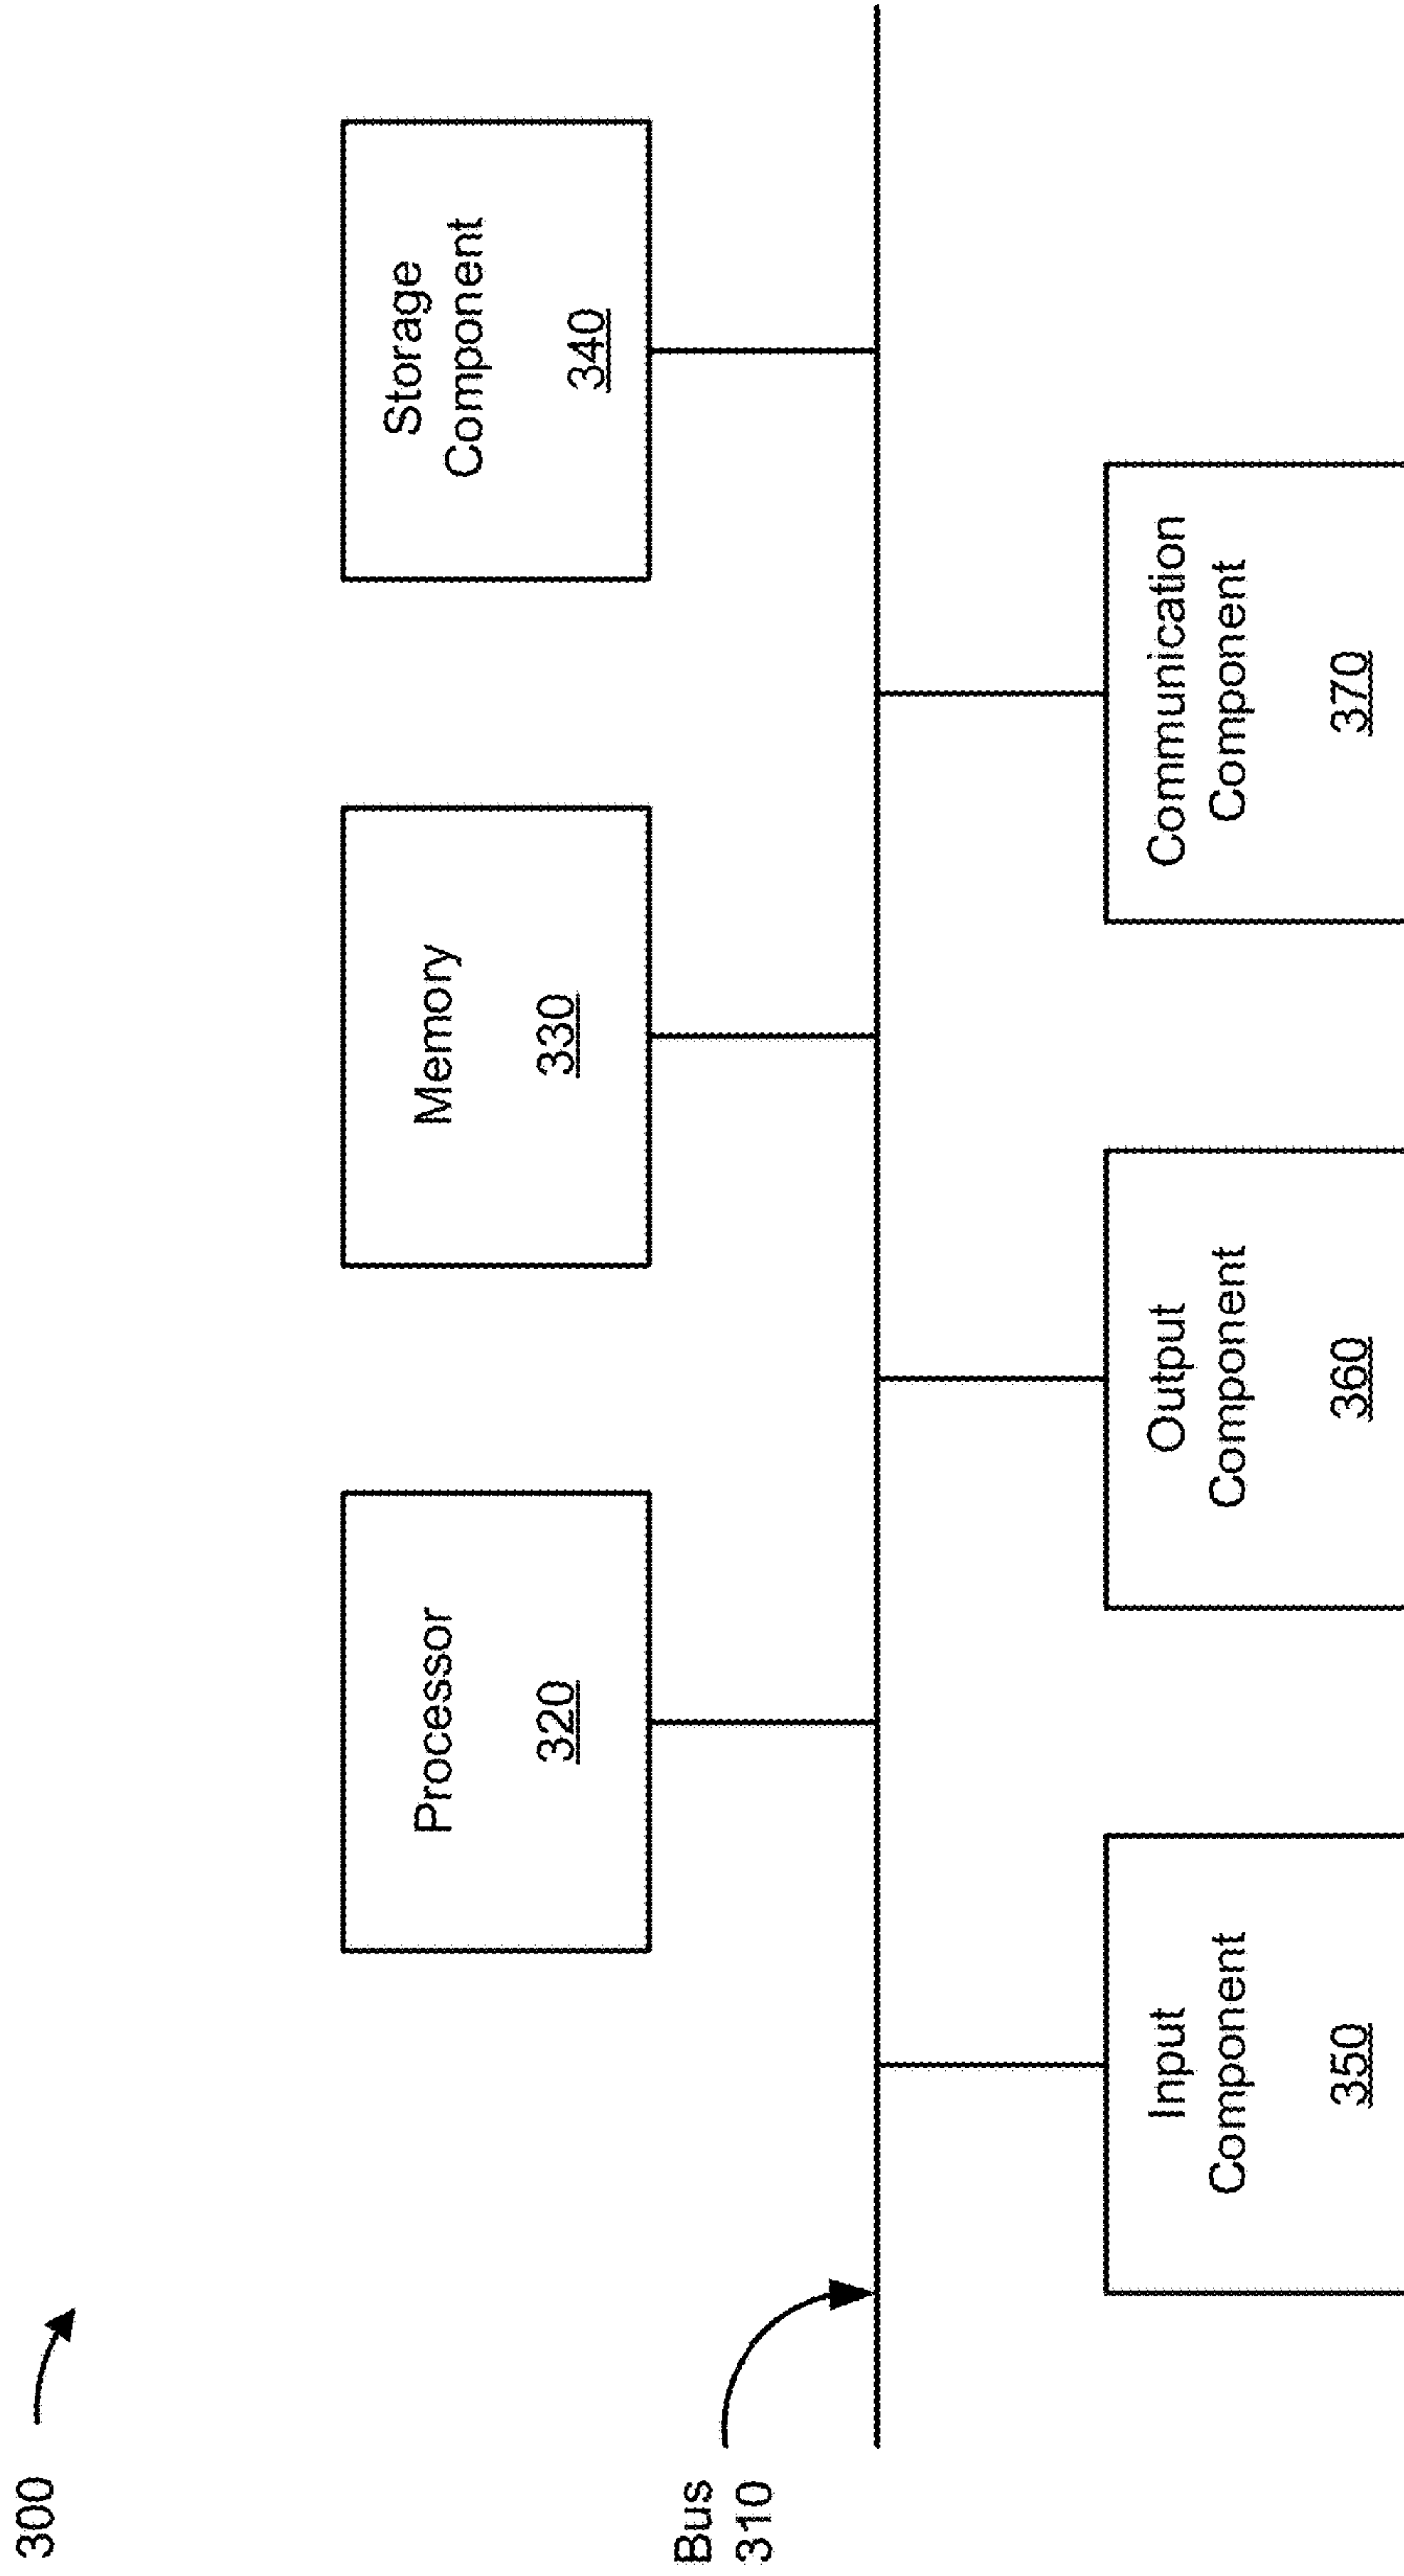 300
Processor
320
Memory
330
Storage
Component
340
Bus
310
Input
Component
350
Output
Component
360
Communication
Component
370